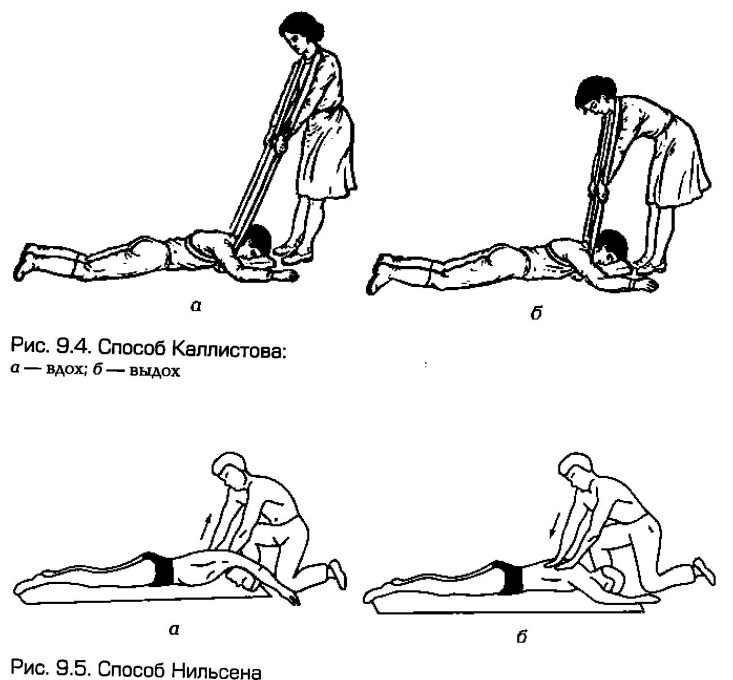 а
б
Рис. 9.4. Способ Каллистова:
а — вдох; б — выдох
а
б
Рис. 9.5. Способ Нильсена